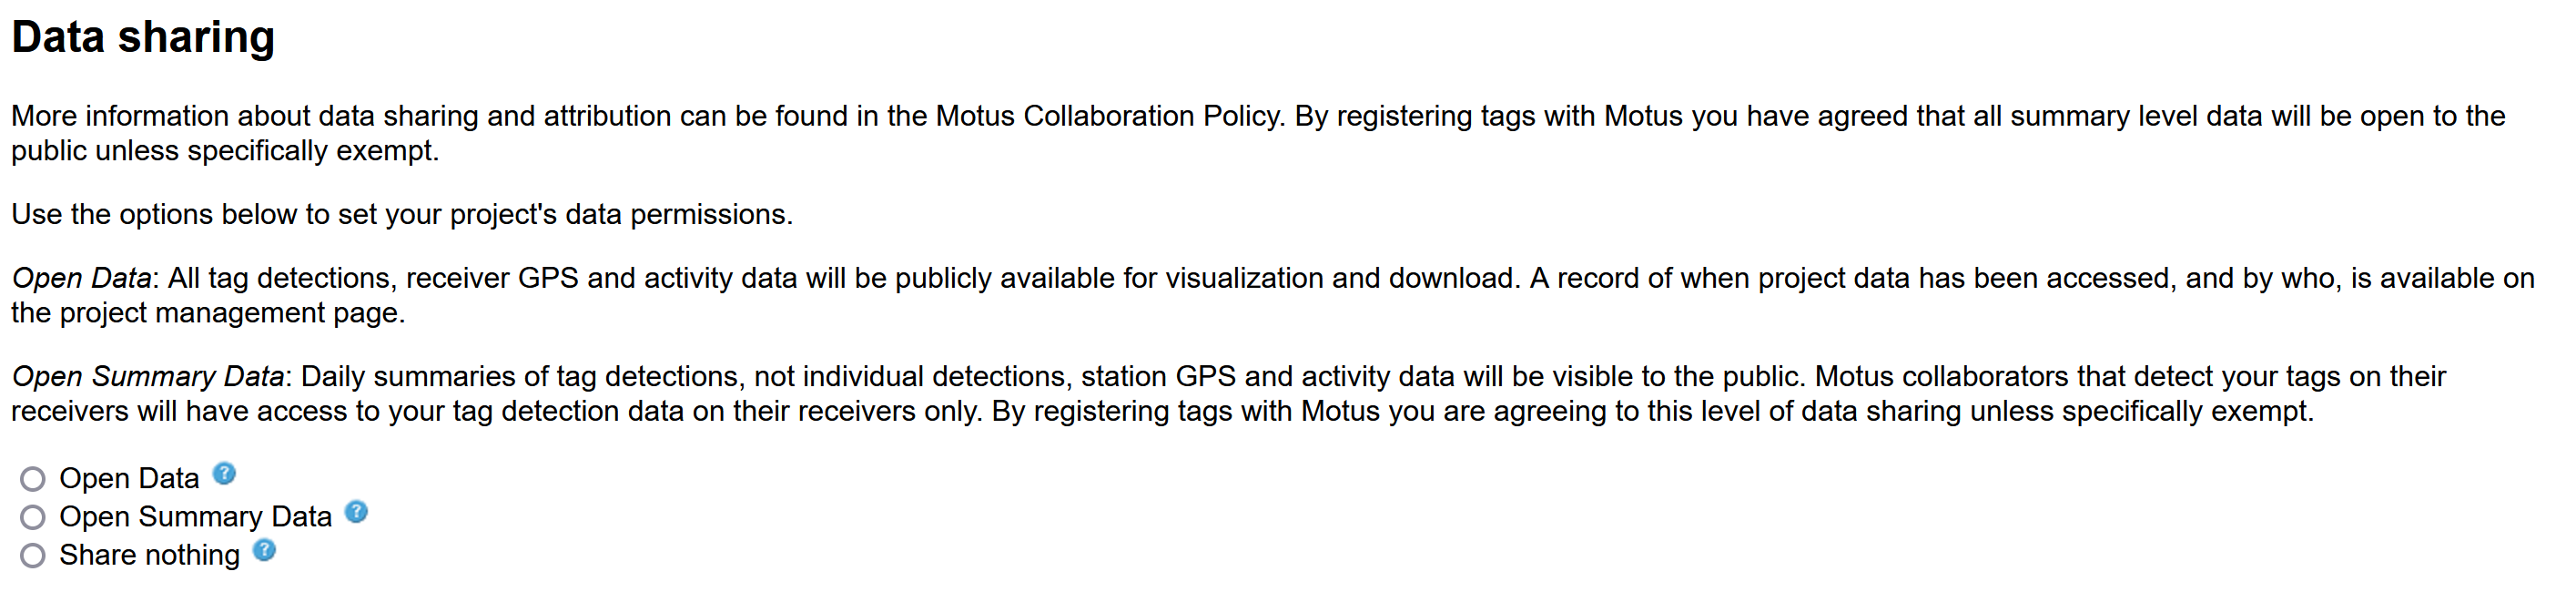 Data sharing
More information about data sharing and attribution can be found in the Motus Collaboration Policy. By registering tags with Motus you have agreed that all summary level data will be open to the
public unless specifically exempt.
Use the options below to set your project's data permissions.
Open Data: All tag detections, receiver GPS and activity data will be publicly available for visualization and download. A record of when project data has been accessed, and by who, is available on
the project management page.
Open Summary Data: Daily summaries of tag detections, not individual detections, station GPS and activity data will be visible to the public. Motus collaborators that detect your tags on their
receivers will have access to your tag detection data on their receivers only. By registering tags with Motus you are agreeing to this level of data sharing unless specifically exempt.
Open Data ?
Open Summary Data ?
Share nothing ?